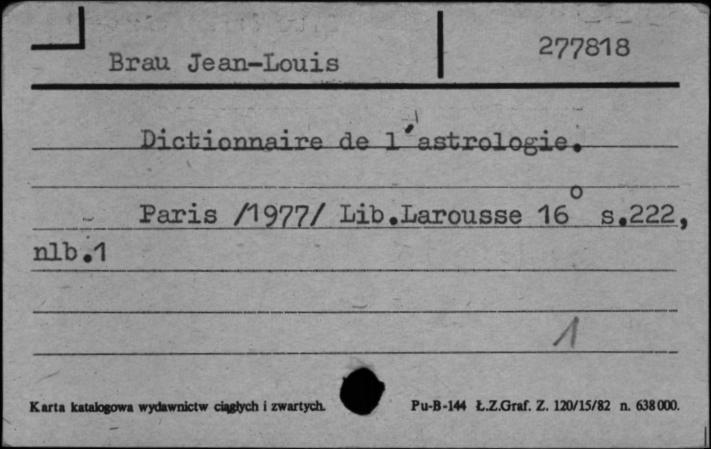 Brau Jean-Louis 277818
Dictionnaire de l'astrologie.
Paris /1977/ Lib.Larousse 16° s.222,
nlb.1
1
Karta katalogowa wydawnictw ciągłych i zwartych. Pu-B-144 Ł.Z.Graf. Z. 120/15/82 n. 638000.